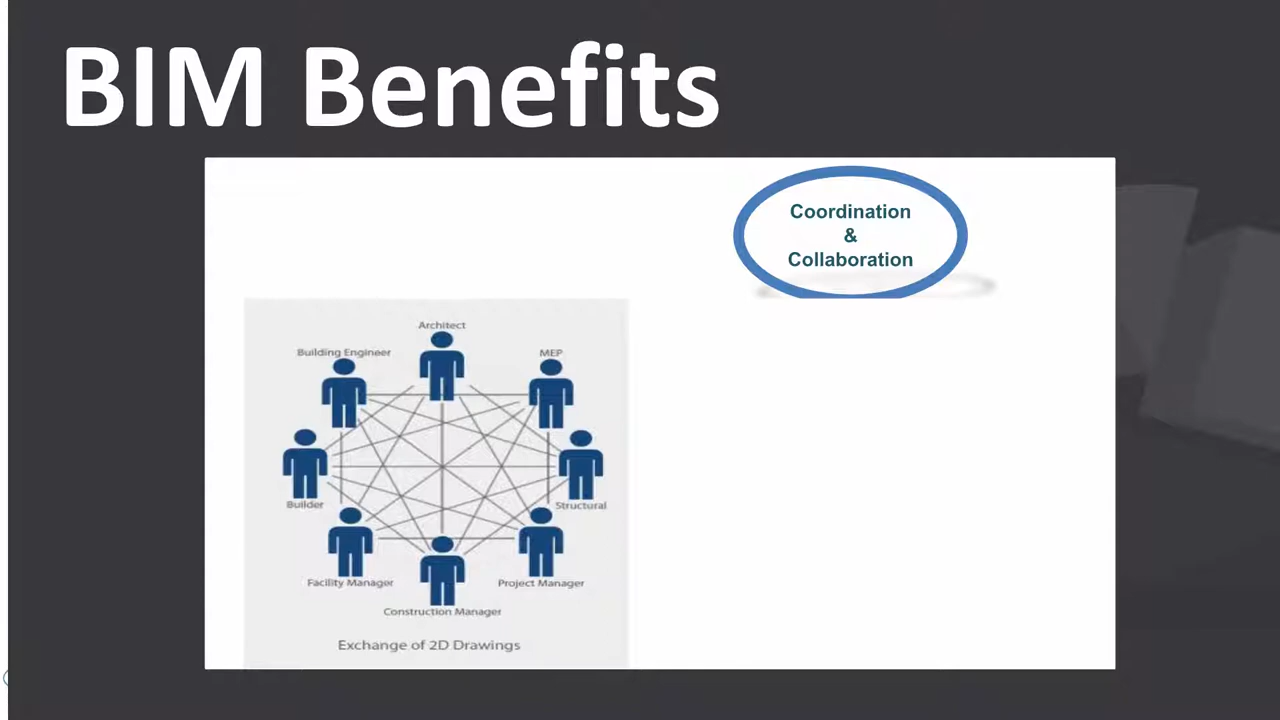 BIM Benefits
Coordination
&
Collaboration
Architect
Building Engineer
MEP
Builder
Structural
Facility Manager
Project Manager
Construction Manager
Exchange of 2D Drawings